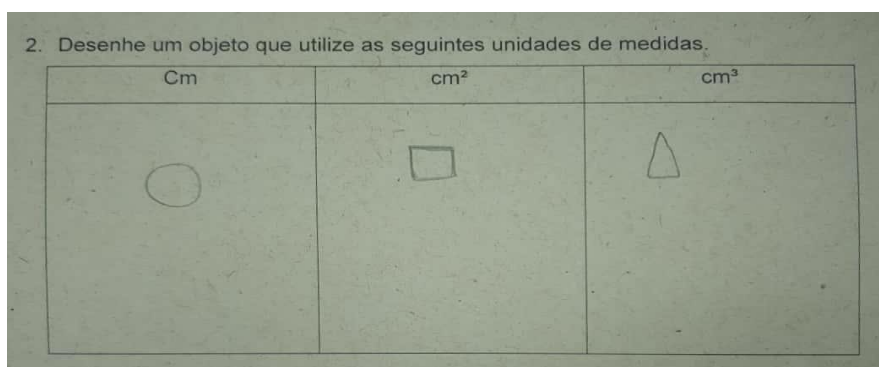 2. Desenhe um objeto que utilize as seguintes unidades de medidas.
Cm cm² cm³